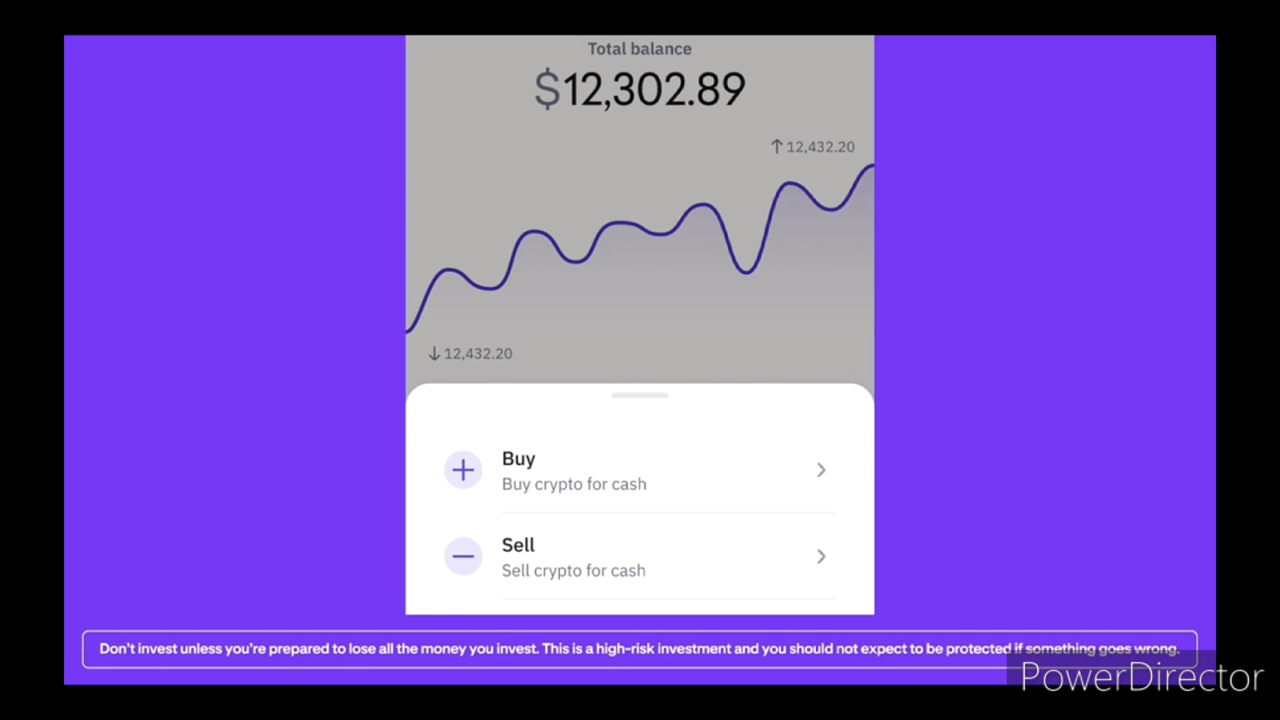 Total balance
$12,302.89
↑ 12,432.20
↓ 12,432.20
Buy
Buy crypto for cash
Sell
Sell crypto for cash
Don't invest unless you're prepared to lose all the money you invest. This is a high-risk investment and you should not expect to be protected if something goes wrong.
PowerDirector